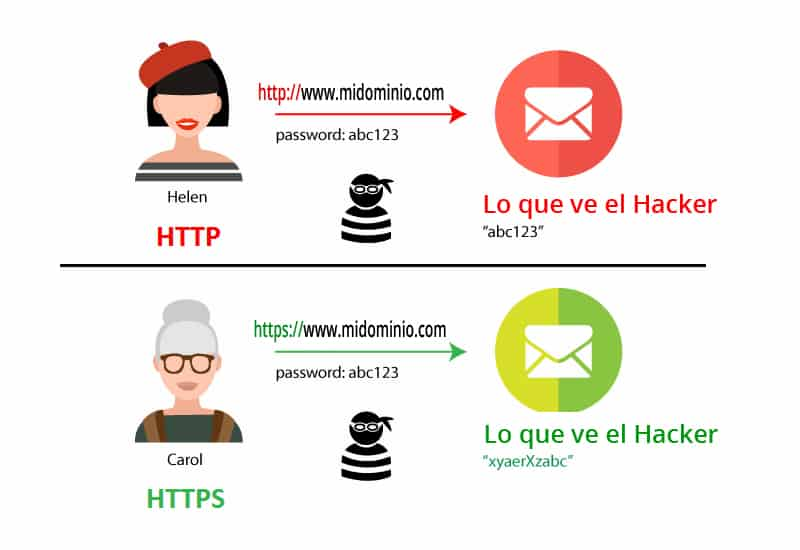 http://www.midominio.com
password: abc123
Helen
HTTP
Lo que ve el Hacker
“abc123”
https://www.midominio.com
password: abc123
Carol
HTTPS
Lo que ve el Hacker
“xyaerXzabc”